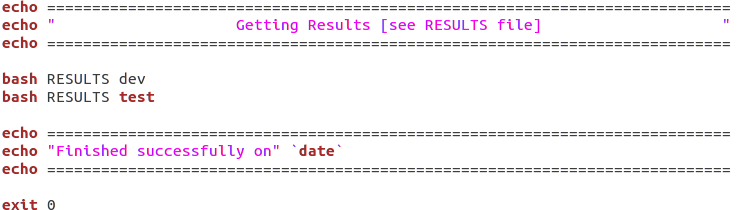 echo ============================================================================
echo "                    Getting Results [see RESULTS file]                    "
echo ============================================================================
bash RESULTS dev
bash RESULTS test
echo ============================================================================
echo "Finished successfully on" `date`
echo ============================================================================
exit 0